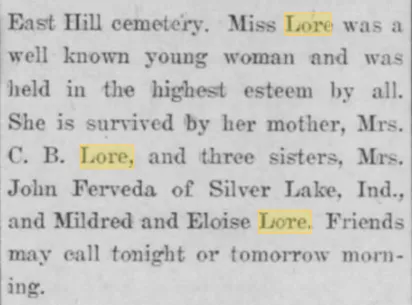 East Hill cemetery. Miss Lore was a
well known young woman and was
held in the highest esteem by all.
She is survived by her mother, Mrs.
C. B. Lore, and three sisters, Mrs.
John Ferveda of Silver Lake, Ind.,
and Mildred and Eloise Lore. Friends
may call tonight or tomorrow morn-
ing.